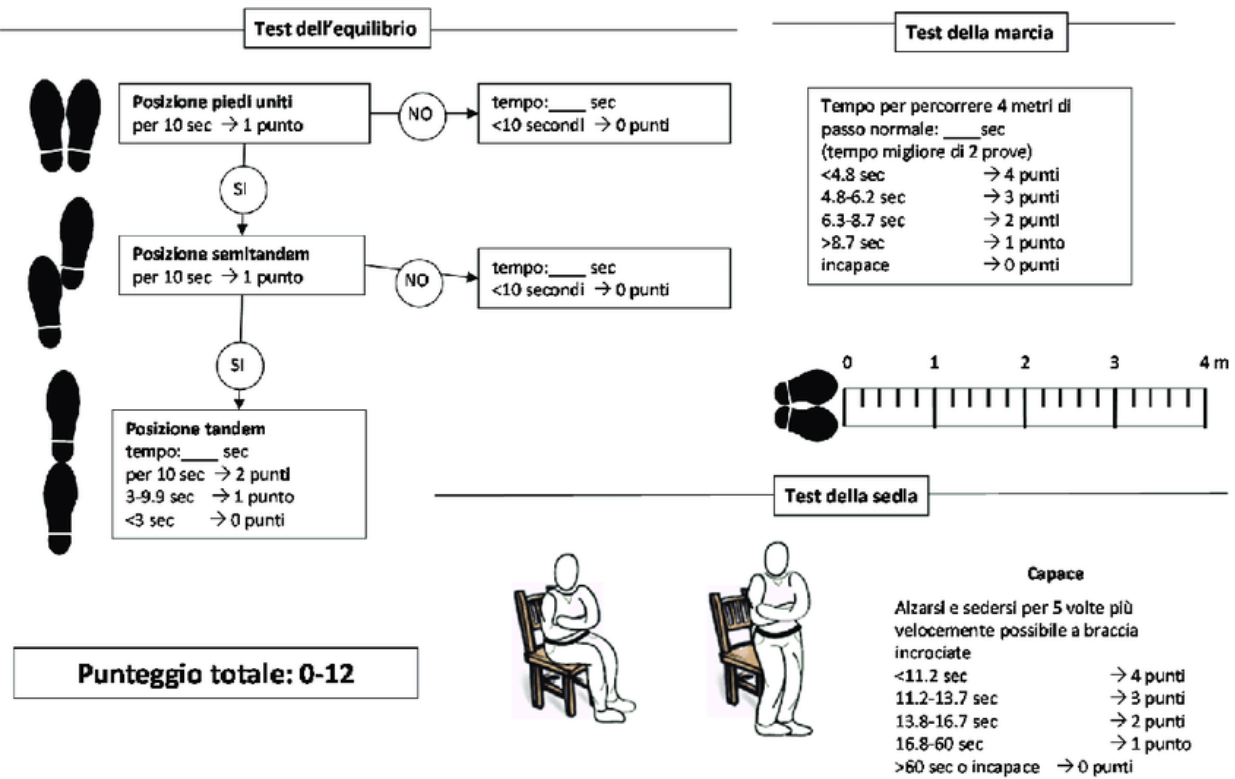 Test dell'equilibrio
Posizione piedi uniti
per 10 sec → 1 punto
NO
tempo:____ sec
<10 secondi → 0 punti
SI
Posizione semitandem
per 10 sec → 1 punto
NO
tempo:____ sec
<10 secondi → 0 punti
SI
Posizione tandem
tempo:____ sec
per 10 sec → 2 punti
3-9.9 sec → 1 punto
<3 sec → 0 punti
Punteggio totale: 0-12
Test della marcia
Tempo per percorrere 4 metri di
passo normale: ____sec
(tempo migliore di 2 prove)
<4.8 sec → 4 punti
4.8-6.2 sec → 3 punti
6.3-8.7 sec → 2 punti
>8.7 sec → 1 punto
incapace → 0 punti
0 1 2 3 4 m
Test della sedia
Capace
Alzarsi e sedersi per 5 volte più
velocemente possibile a braccia
incrociate
<11.2 sec → 4 punti
11.2-13.7 sec → 3 punti
13.8-16.7 sec → 2 punti
16.8-60 sec → 1 punto
>60 sec o incapace → 0 punti